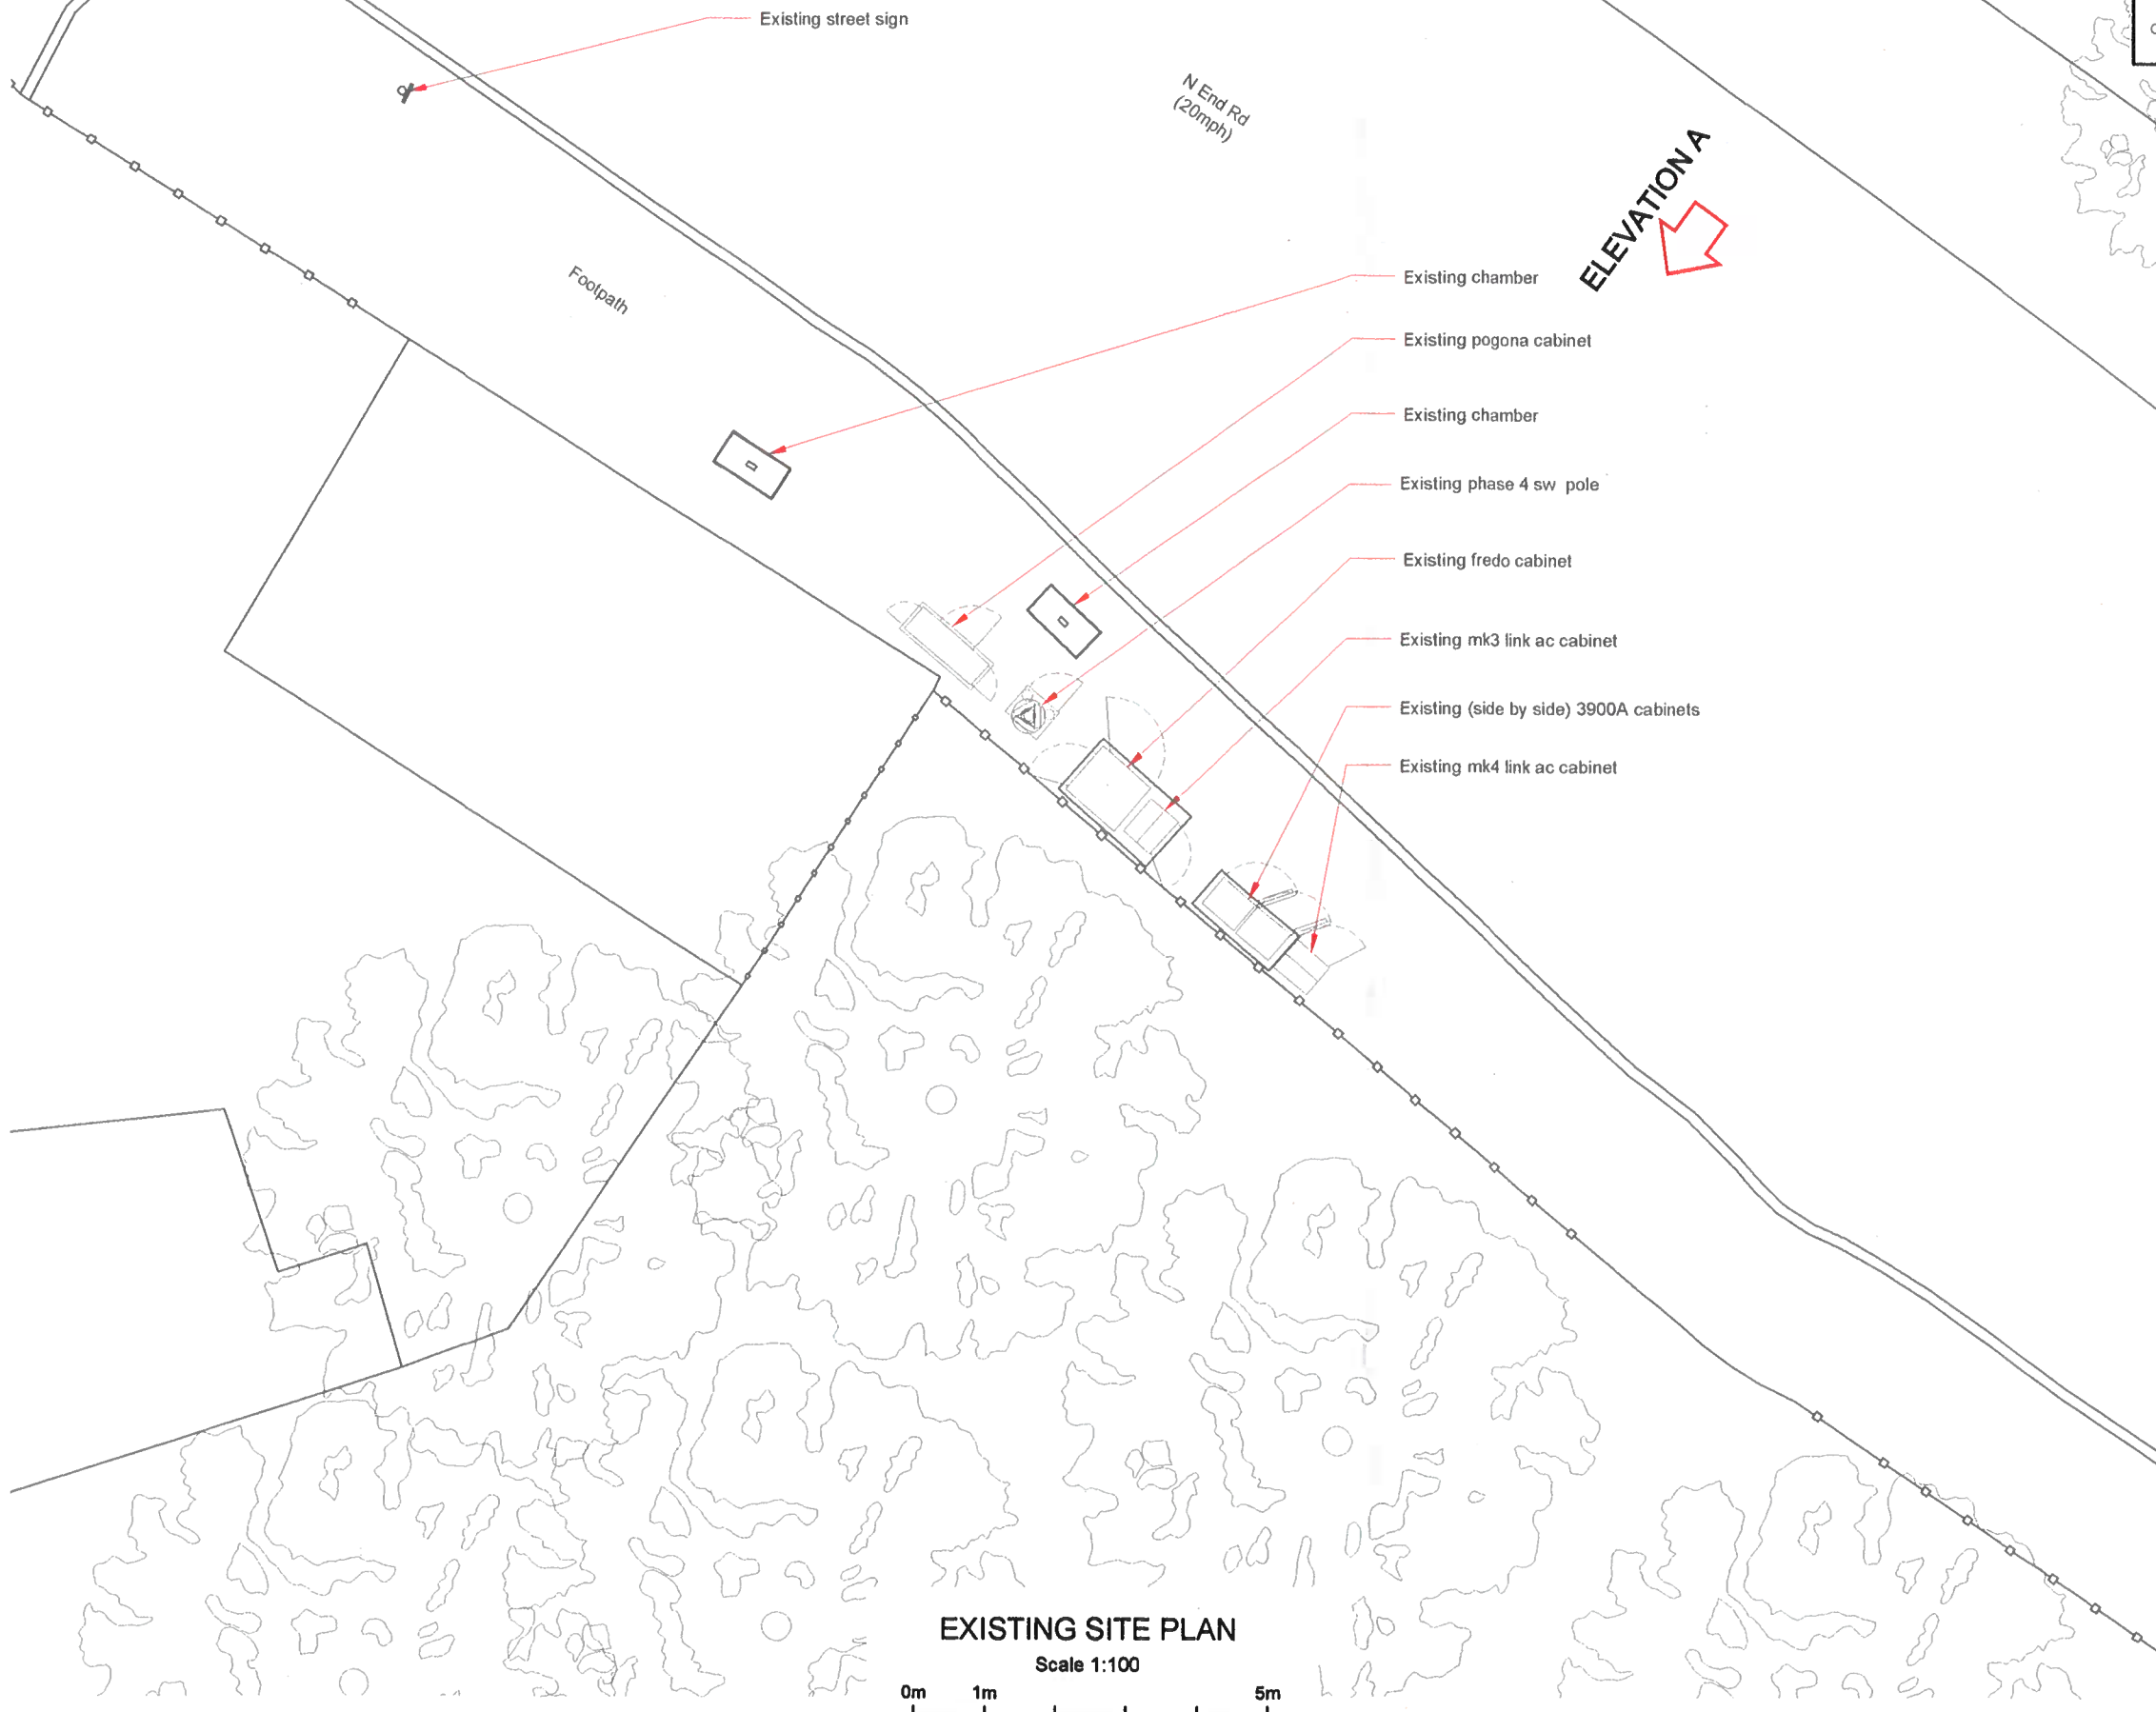 Existing street sign
N End Rd
(20mph)
ELEVATION A
Footpath
Existing chamber
Existing pogona cabinet
Existing chamber
Existing phase 4 sw pole
Existing fredo cabinet
Existing mk3 link ac cabinet
Existing (side by side) 3900A cabinets
Existing mk4 link ac cabinet
EXISTING SITE PLAN
Scale 1:100
0m 1m 5m